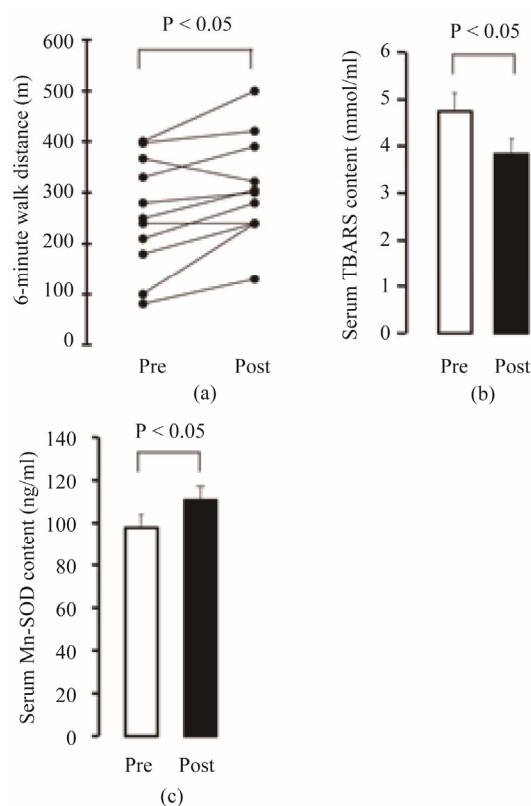 P < 0.05
6-minute walk distance (m)
600
500
400
300
200
100
0
Pre
Post
(a)
P < 0.05
Serum TBARS content (mmol/ml)
6
5
4
3
2
1
0
Pre
Post
(b)
P < 0.05
Serum Mn-SOD content (ng/ml)
140
120
100
80
60
40
20
0
Pre
Post
(c)